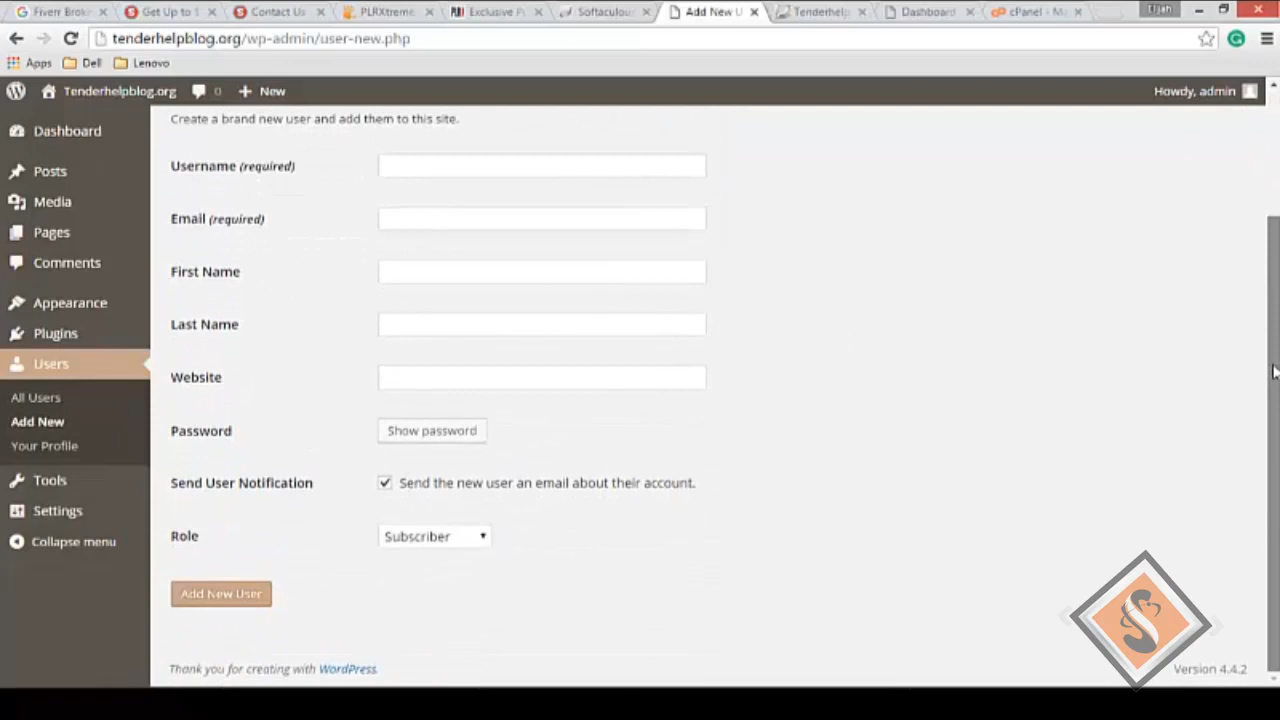 Fiverr Brok
Get Up to
Contact Us
PLRXtreme
Exclusive P
Softaculou
Add New U
Tenderhelp
Dashboard
cPanel - M
Elijah
tenderhelpblog.org/wp-admin/user-new.php
Apps
Dell
Lenovo
Tenderhelpblog.org
0
New
Howdy, admin
Create a brand new user and add them to this site.
Dashboard
Username (required)
Posts
Media
Email (required)
Pages
Comments
First Name
Appearance
Last Name
Plugins
Users
Website
All Users
Add New
Password
Show password
Your Profile
Tools
Send User Notification
Send the new user an email about their account.
Settings
Role
Subscriber
Collapse menu
Add New User
Thank you for creating with WordPress.
Version 4.4.2